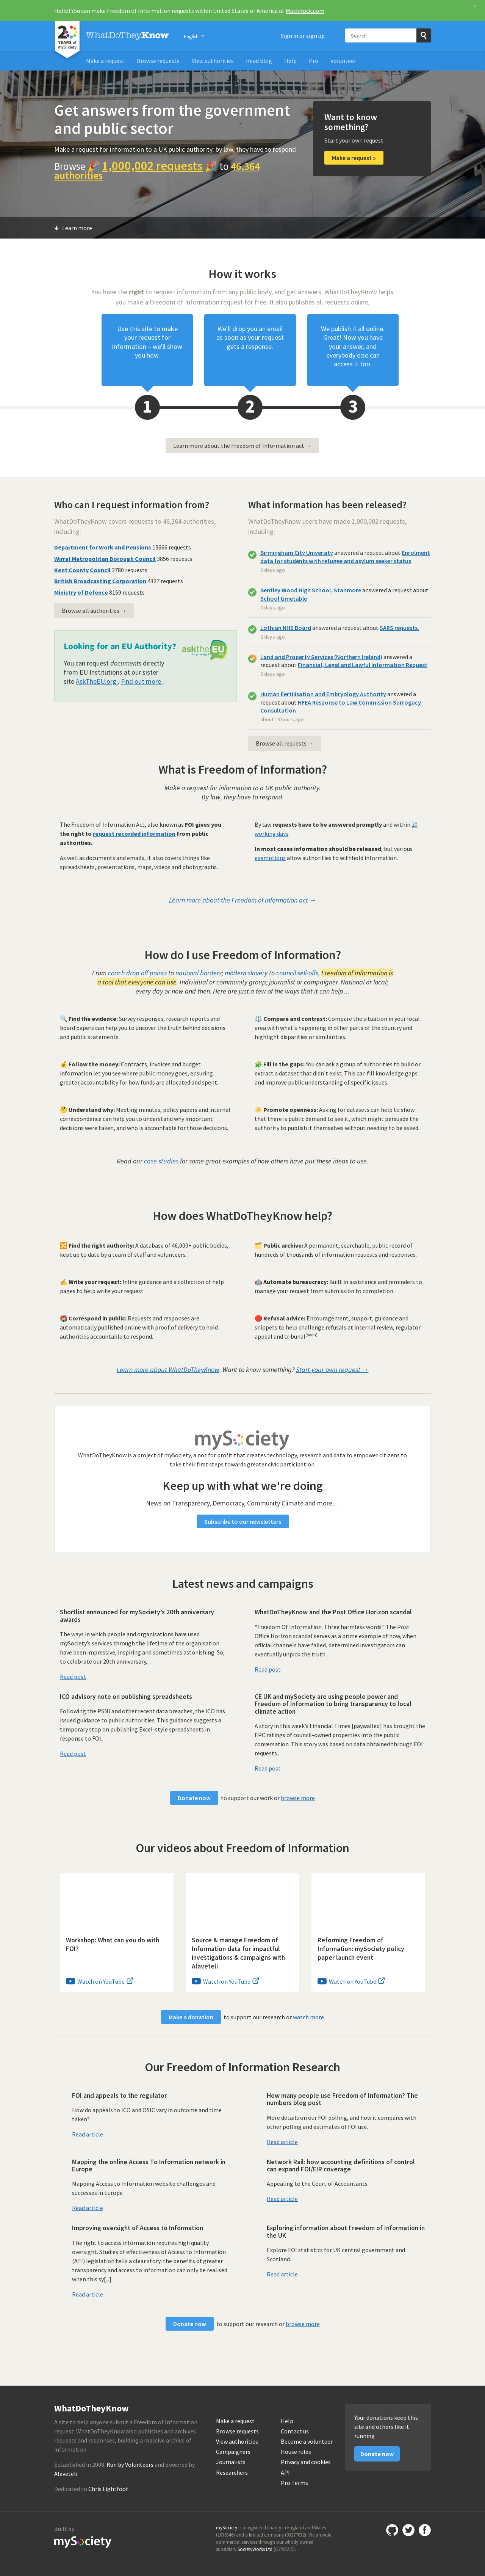 Hello! You can make Freedom of Information requests within United States of America at MuckRock.com
20
YEARS
of my
Society
WhatDoTheyKnow
English
Sign in or sign up
Search
Make a request
Browse requests
View authorities
Read blog
Help
Pro
Volunteer
Get answers from the government
and public sector
Make a request for information to a UK public authority: by law, they have to respond
Browse 🎉 1,000,002 requests 🎉 to 46,364
authorities
Want to know
something?
Start your own request
Make a request »
Learn more
How it works
You have the right to request information from any public body, and get answers. WhatDoTheyKnow helps
you make a Freedom of Information request for free. It also publishes all requests online.
Use this site to make
your request for
information – we'll show
you how.
We'll drop you an email
as soon as your request
gets a response.
We publish it all online.
Great! Now you have
your answer, and
everybody else can
access it too.
1
2
3
Learn more about the Freedom of Information act →
Who can I request information from?
WhatDoTheyKnow covers requests to 46,364 authorities,
including:
Department for Work and Pensions 13666 requests
Wirral Metropolitan Borough Council 3856 requests
Kent County Council 2780 requests
British Broadcasting Corporation 4327 requests
Ministry of Defence 8159 requests
Browse all authorities →
Looking for an EU Authority?
You can request documents directly
from EU Institutions at our sister
site AskTheEU.org. Find out more.
asktheEU
What information has been released?
WhatDoTheyKnow users have made 1,000,002 requests,
including:
Birmingham City University answered a request about Enrolment
data for students with refugee and asylum seeker status
3 days ago
Bentley Wood High School, Stanmore answered a request about
School timetable
3 days ago
Lothian NHS Board answered a request about SARS requests.
2 days ago
Land and Property Services (Northern Ireland) answered a
request about Financial, Legal and Lawful Information Request
3 days ago
Human Fertilisation and Embryology Authority answered a
request about HFEA Response to Law Commission Surrogacy
Consultation
about 13 hours ago
Browse all requests →
What is Freedom of Information?
Make a request for information to a UK public authority.
By law, they have to respond.
The Freedom of Information Act, also known as FOI gives you
the right to request recorded information from public
authorities.
As well as documents and emails, it also covers things like
spreadsheets, presentations, maps, videos and photographs.
By law requests have to be answered promptly and within 20
working days.
In most cases information should be released, but various
exemptions allow authorities to withhold information.
Learn more about the Freedom of Information act →
How do I use Freedom of Information?
From coach drop off points to national borders; modern slavery to council sell-offs, Freedom of Information is
a tool that everyone can use. Individual or community group; journalist or campaigner. National or local;
every day or now and then. Here are just a few of the ways that it can help…
🔍 Find the evidence: Survey responses, research reports and
board papers can help you to uncover the truth behind decisions
and public statements.
⚖️ Compare and contrast: Compare the situation in your local
area with what's happening in other parts of the country and
highlight disparities or similarities.
💰 Follow the money: Contracts, invoices and budget
information let you see where public money goes, ensuring
greater accountability for how funds are allocated and spent.
🧩 Fill in the gaps: You can ask a group of authorities to build or
extract a dataset that didn't exist. This can fill knowledge gaps
and improve public understanding of specific issues.
🤔 Understand why: Meeting minutes, policy papers and internal
correspondence can help you to understand why important
decisions were taken, and who is accountable for those decisions.
☀️ Promote openness: Asking for datasets can help to show
that there is public demand to see it, which might persuade the
authority to publish it themselves without needing to be asked.
Read our case studies for some great examples of how others have put these ideas to use.
How does WhatDoTheyKnow help?
🔀 Find the right authority: A database of 46,000+ public bodies,
kept up to date by a team of staff and volunteers.
🗂️ Public archive: A permanent, searchable, public record of
hundreds of thousands of information requests and responses.
✍️ Write your request: Inline guidance and a collection of help
pages to help write your request.
🤖 Automate bureaucracy: Built in assistance and reminders to
manage your request from submission to completion.
Correspond in public: Requests and responses are
automatically published online with proof of delivery to hold
authorities accountable to respond.
🛑 Refusal advice: Encouragement, support, guidance and
snippets to help challenge refusals at internal review, regulator
appeal and tribunal(soon).
Learn more about WhatDoTheyKnow. Want to know something? Start your own request →
mySociety
WhatDoTheyKnow is a project of mySociety, a not for profit that creates technology, research and data to empower citizens to
take their first steps towards greater civic participation.
Keep up with what we're doing
News on Transparency, Democracy, Community Climate and more…
Subscribe to our newsletters
Latest news and campaigns
Shortlist announced for mySociety's 20th anniversary
awards
The ways in which people and organisations have used
mySociety's services through the lifetime of the organisation
have been impressive, inspiring and sometimes astonishing. So,
to celebrate our 20th anniversary,...
Read post
WhatDoTheyKnow and the Post Office Horizon scandal
“Freedom Of Information. Three harmless words.” The Post
Office Horizon scandal serves as a prime example of how, when
official channels have failed, determined investigators can
eventually unpick the truth...
Read post
ICO advisory note on publishing spreadsheets
Following the PSNI and other recent data breaches, the ICO has
issued guidance to public authorities. This guidance suggests a
temporary stop on publishing Excel-style spreadsheets in
response to FOI...
Read post
CE UK and mySociety are using people power and
Freedom of Information to bring transparency to local
climate action
A story in this week's Financial Times [paywalled] has brought the
EPC ratings of council-owned properties into the public
conversation. This story was based on data obtained through FOI
requests...
Read post
Donate now to support our work or browse more
Our videos about Freedom of Information
Workshop: What can you do with
FOI?
Watch on YouTube
Source & manage Freedom of
Information data for impactful
investigations & campaigns with
Alaveteli
Watch on YouTube
Reforming Freedom of
Information: mySociety policy
paper launch event
Watch on YouTube
Make a donation to support our research or watch more
Our Freedom of Information Research
FOI and appeals to the regulator
How do appeals to ICO and OSIC vary in outcome and time
taken?
Read article
How many people use Freedom of Information? The
numbers blog post
More details on our FOI polling, and how it compares with
other polling and estimates of FOI use.
Read article
Mapping the online Access To Information network in
Europe
Mapping Access to Information website challenges and
successes in Europe
Read article
Network Rail: how accounting definitions of control
can expand FOI/EIR coverage
Appealing to the Court of Accountants.
Read article
Improving oversight of Access to Information
The right to access information requires high quality
oversight. Studies of effectiveness of Access to Information
(ATI) legislation tells a clear story: the benefits of greater
transparency and access to information can only be realised
when this sy[...]
Read article
Exploring information about Freedom of Information in
the UK
Explore FOI statistics for UK central government and
Scotland.
Read article
Donate now to support our research or browse more
WhatDoTheyKnow
A site to help anyone submit a Freedom of Information
request. WhatDoTheyKnow also publishes and archives
requests and responses, building a massive archive of
information.
Established in 2008. Run by Volunteers and powered by
Alaveteli.
Dedicated to Chris Lightfoot.
Make a request
Browse requests
View authorities
Campaigners
Journalists
Researchers
Help
Contact us
Become a volunteer
House rules
Privacy and cookies
API
Pro Terms
Your donations keep this
site and others like it
running
Donate now
Built by
mySociety
mySociety is a registered charity in England and Wales
(1076346) and a limited company (03277032). We provide
commercial services through our wholly owned
subsidiary SocietyWorks Ltd (05798215).